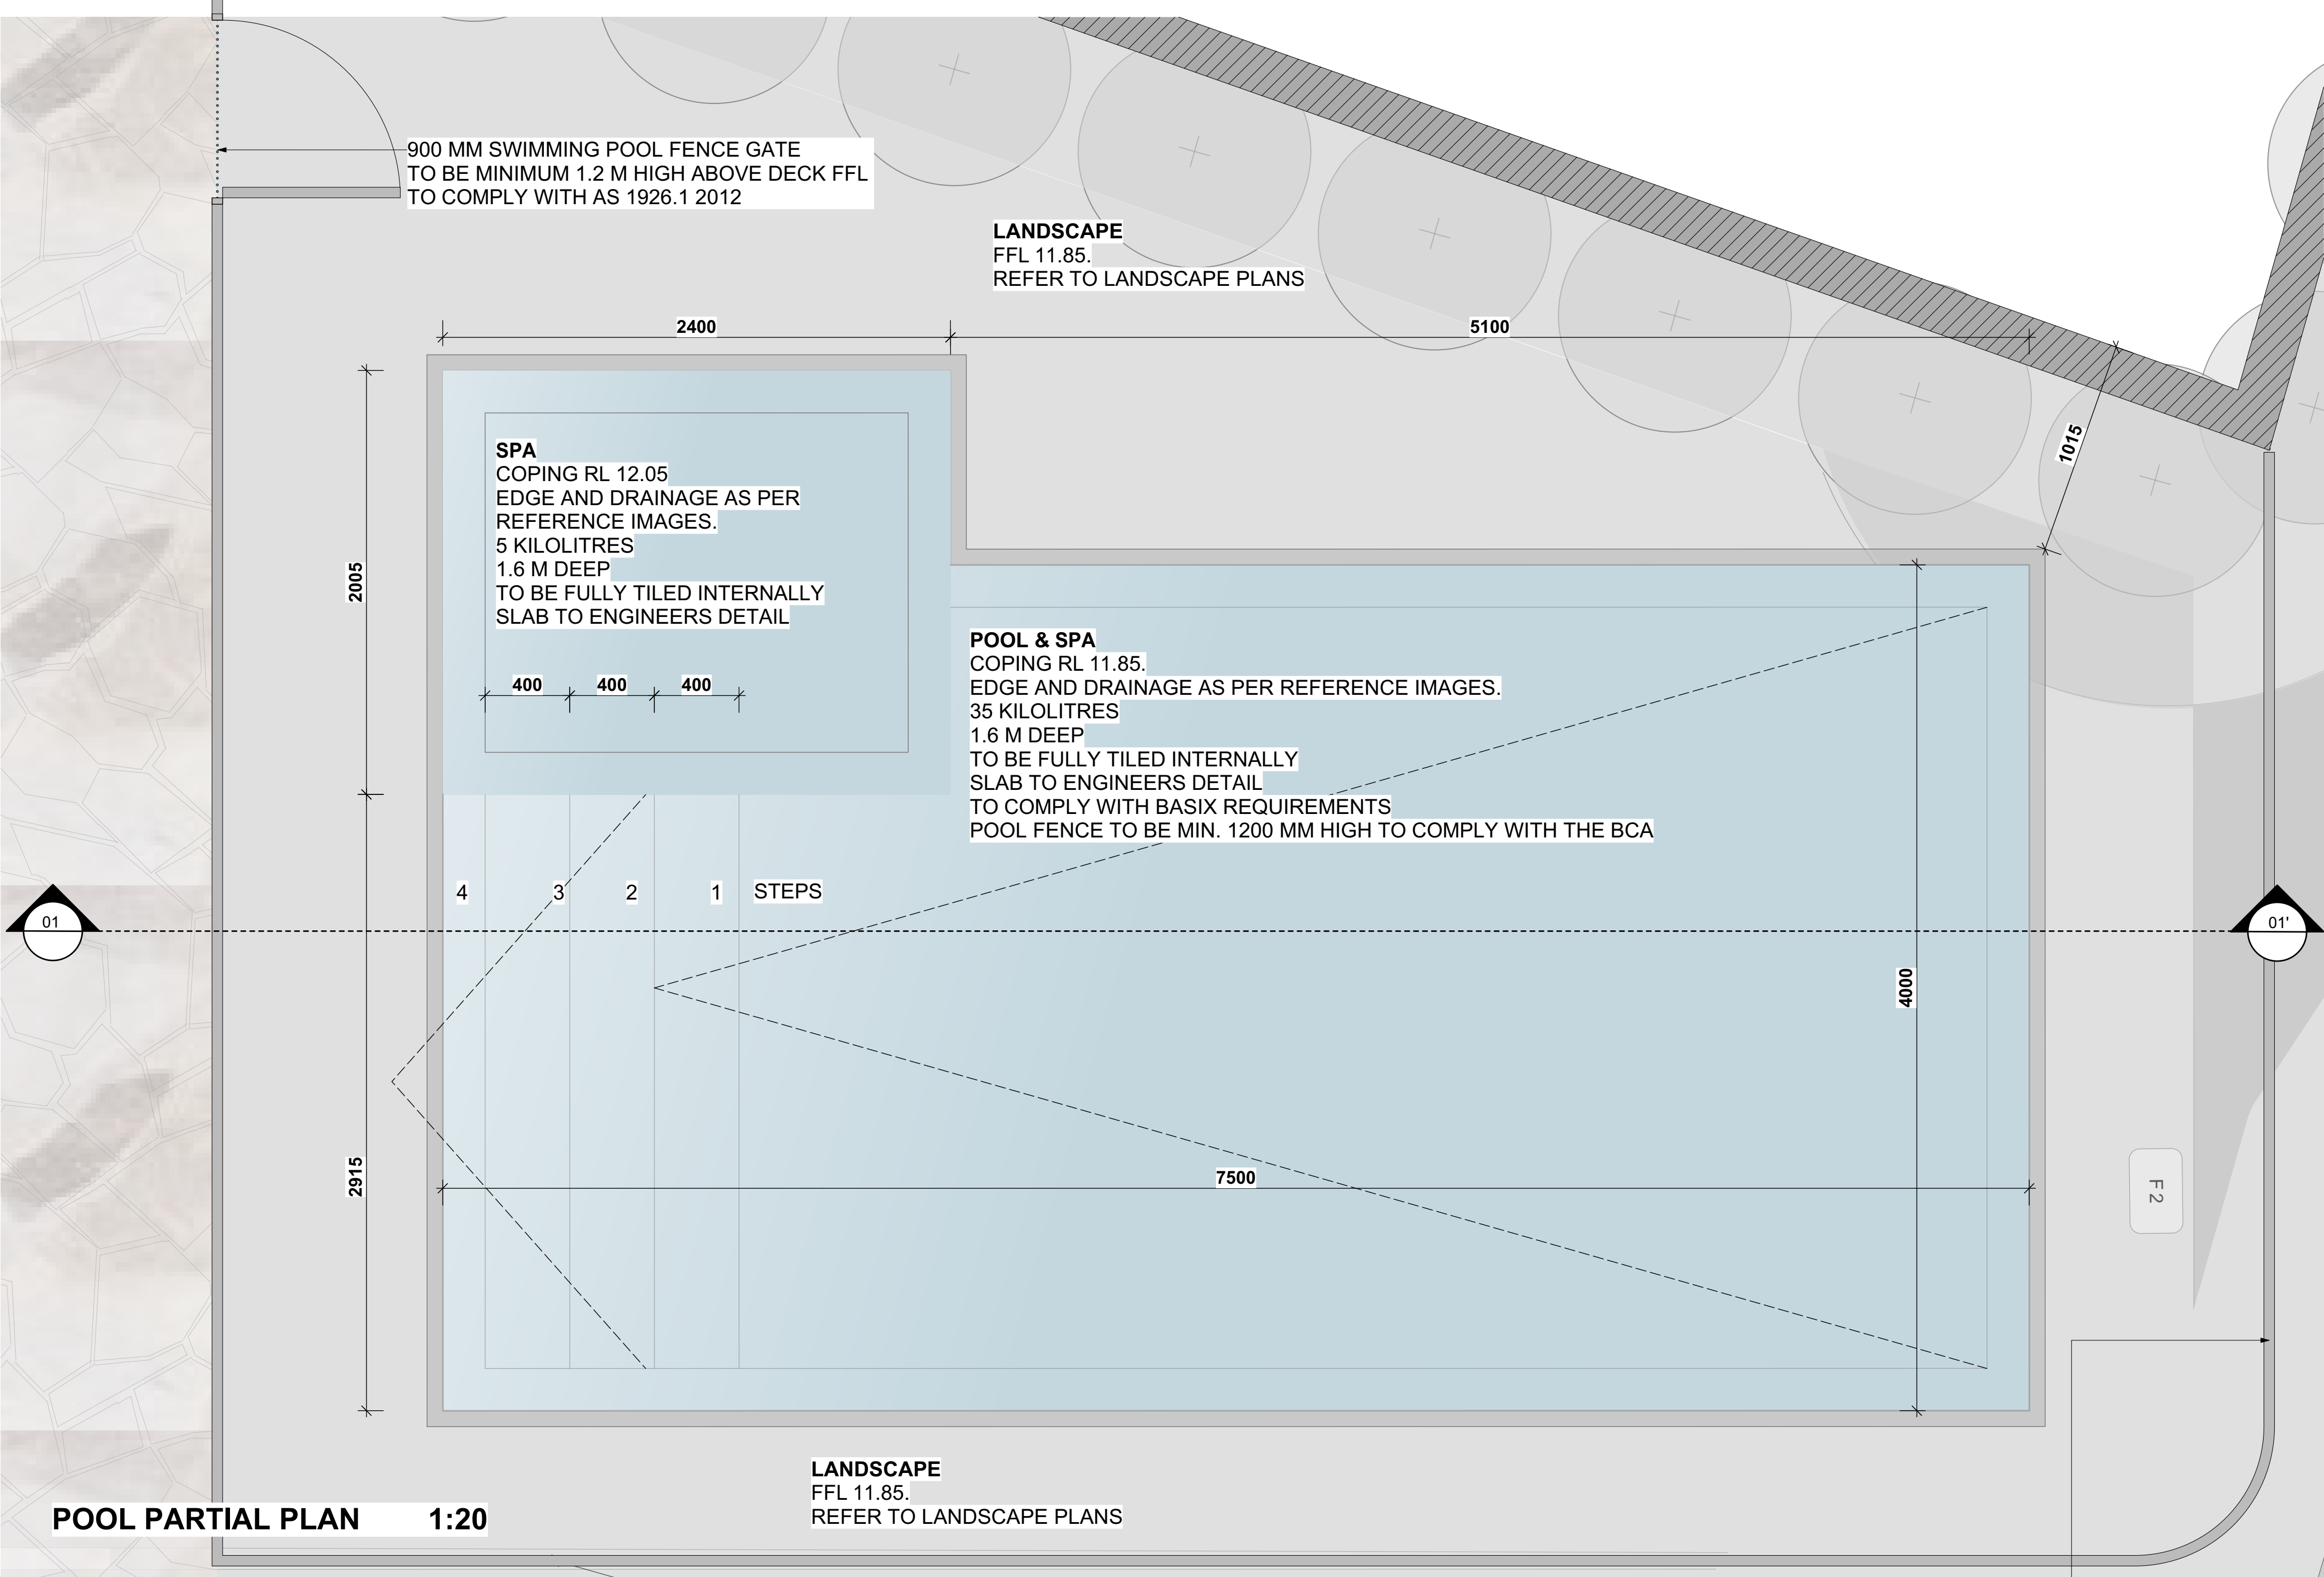 900 MM SWIMMING POOL FENCE GATE
TO BE MINIMUM 1.2 M HIGH ABOVE DECK FFL
TO COMPLY WITH AS 1926.1 2012
LANDSCAPE
FFL 11.85.
REFER TO LANDSCAPE PLANS
2400
5100
1015
SPA
COPING RL 12.05
EDGE AND DRAINAGE AS PER
REFERENCE IMAGES.
5 KILOLITRES
1.6 M DEEP
TO BE FULLY TILED INTERNALLY
SLAB TO ENGINEERS DETAIL
2005
400
400
400
POOL & SPA
COPING RL 11.85.
EDGE AND DRAINAGE AS PER REFERENCE IMAGES.
35 KILOLITRES
1.6 M DEEP
TO BE FULLY TILED INTERNALLY
SLAB TO ENGINEERS DETAIL
TO COMPLY WITH BASIX REQUIREMENTS
POOL FENCE TO BE MIN. 1200 MM HIGH TO COMPLY WITH THE BCA
4 3 2 1 STEPS
01
01'
4000
2915
7500
F2
LANDSCAPE
FFL 11.85.
REFER TO LANDSCAPE PLANS
POOL PARTIAL PLAN 1:20